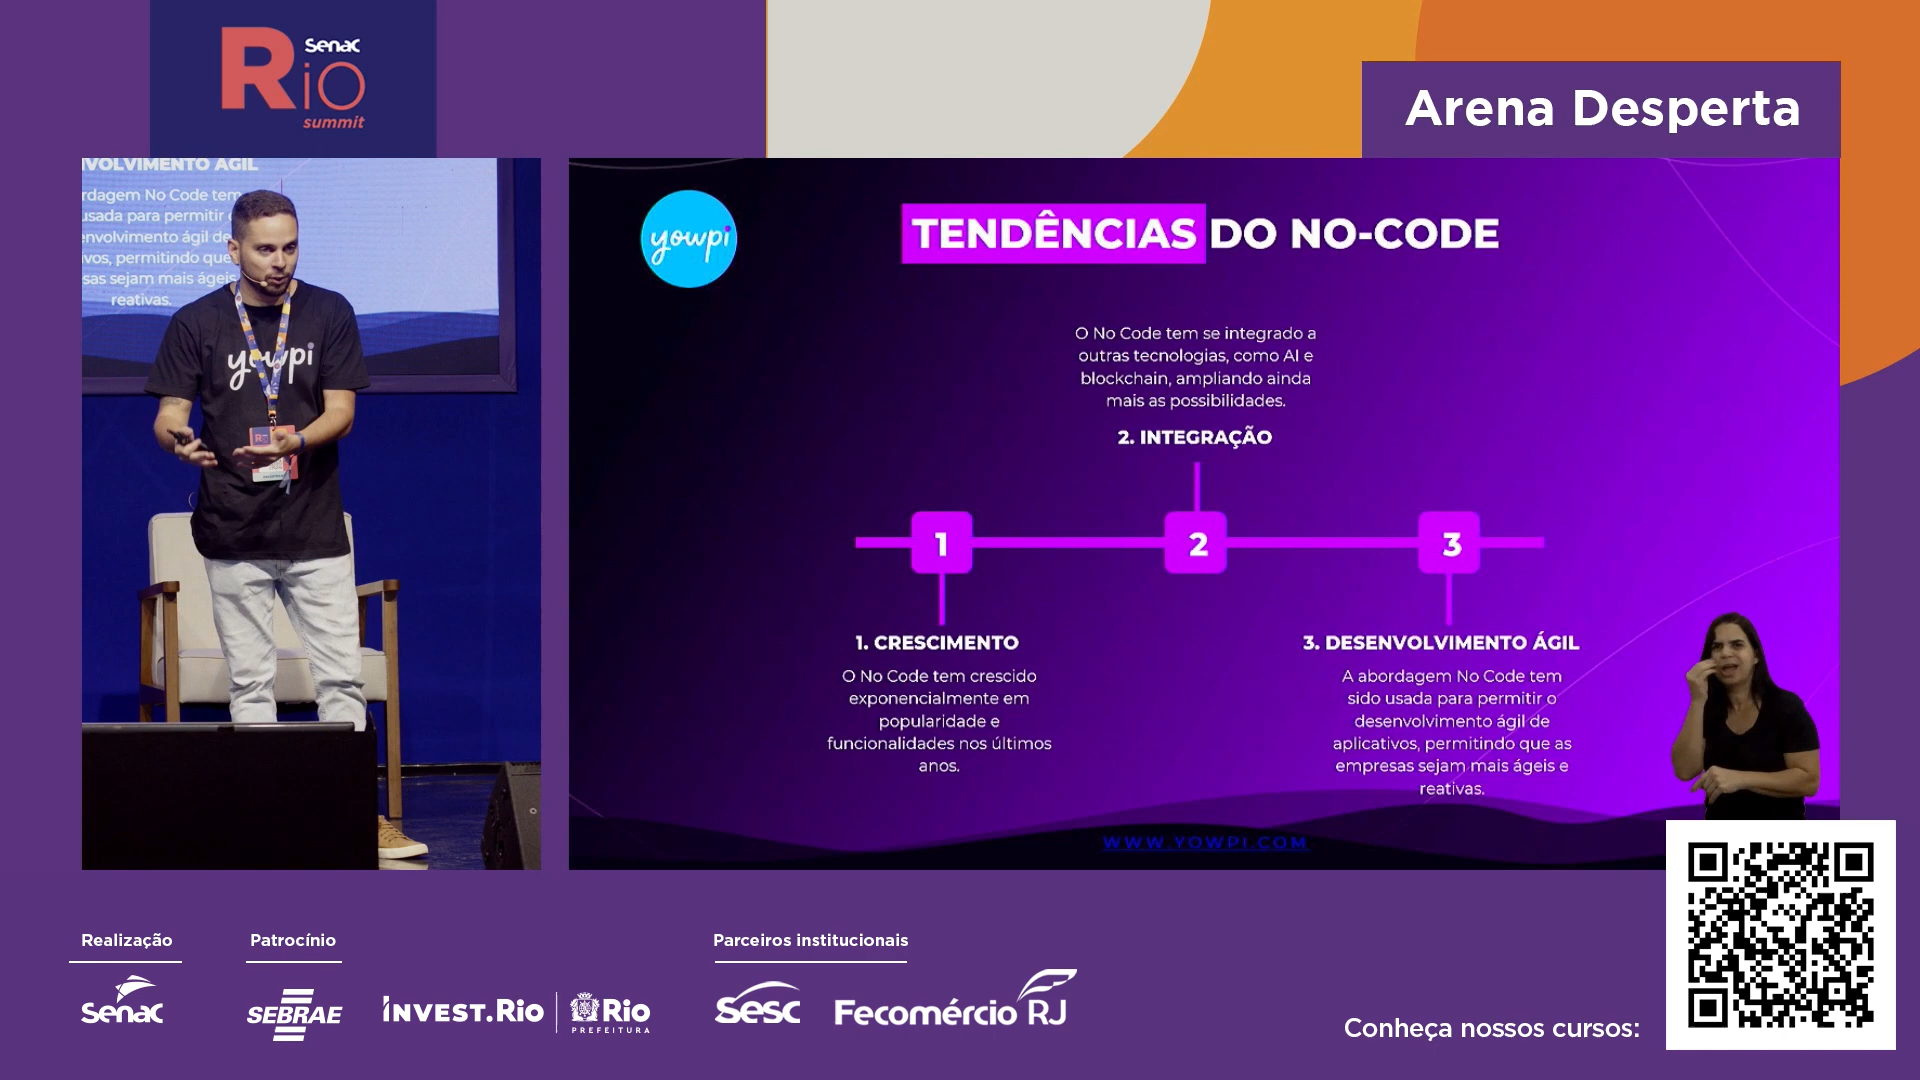 Senac
Rio
summit
Arena Desperta
VOLVIMENTO ÁGIL
rdagem No Code tem
usada para permitir
envolvimento ágil de
ivos, permitindo que
sas sejam mais ágeis
reativas.
yowpi
yowpi
TENDÊNCIAS DO NO-CODE
O No Code tem se integrado a
outras tecnologias, como AI e
blockchain, ampliando ainda
mais as possibilidades.
2. INTEGRAÇÃO
1
2
3
1. CRESCIMENTO
O No Code tem crescido
exponencialmente em
popularidade e
funcionalidades nos últimos
anos.
3. DESENVOLVIMENTO ÁGIL
A abordagem No Code tem
sido usada para permitir o
desenvolvimento ágil de
aplicativos, permitindo que as
empresas sejam mais ágeis e
reativas.
WWW.YOWPI.COM
Realização
Senac
Patrocínio
SEBRAE
INVEST.Rio
Rio
PREFEITURA
Parceiros institucionais
Sesc
Fecomércio RJ
Conheça nossos cursos: